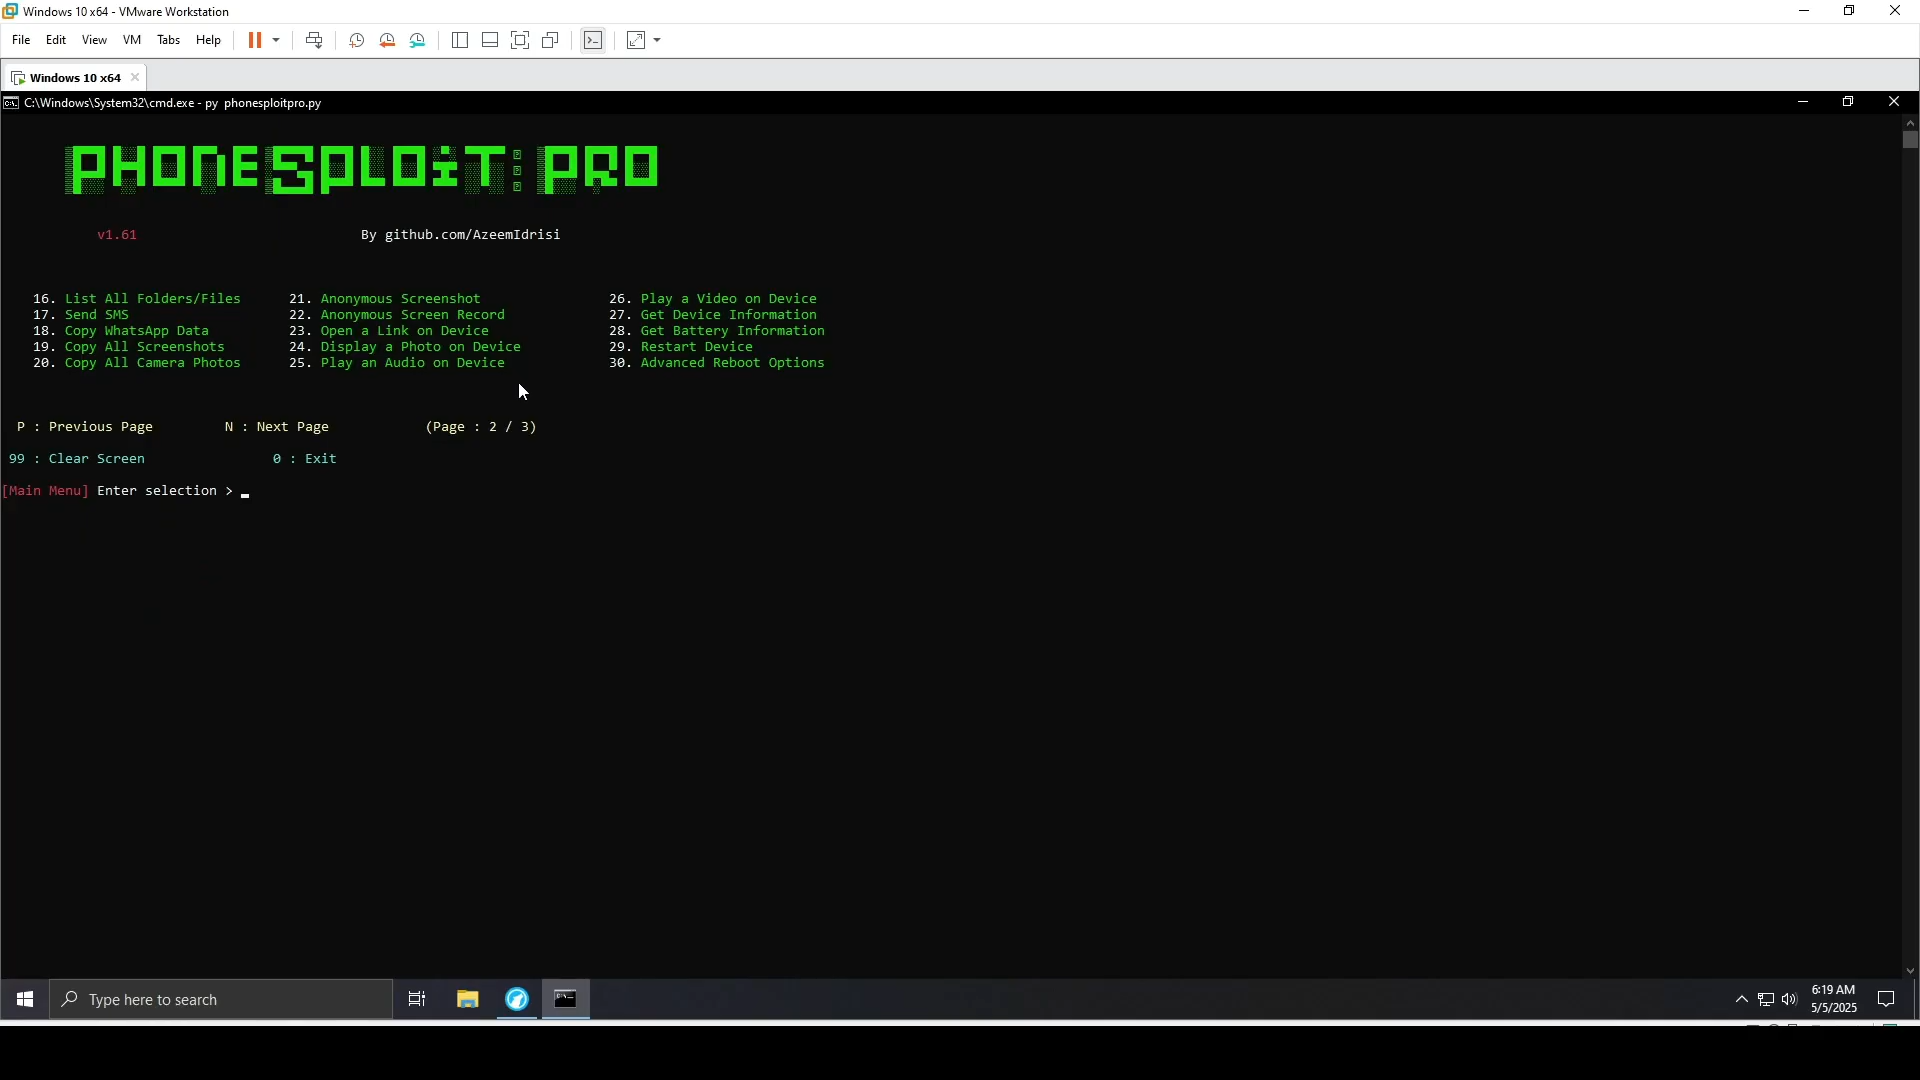 Windows 10 x64 - VMware Workstation
File Edit View VM Tabs Help
Windows 10 x64
C:\Windows\System32\cmd.exe - py phonesploitpro.py
PHONESPLOIT PRO
v1.61 By github.com/AzeemIdrisi
16. List All Folders/Files 21. Anonymous Screenshot 26. Play a Video on Device
17. Send SMS 22. Anonymous Screen Record 27. Get Device Information
18. Copy WhatsApp Data 23. Open a Link on Device 28. Get Battery Information
19. Copy All Screenshots 24. Display a Photo on Device 29. Restart Device
20. Copy All Camera Photos 25. Play an Audio on Device 30. Advanced Reboot Options
P : Previous Page N : Next Page (Page : 2 / 3)
99 : Clear Screen 0 : Exit
[Main Menu] Enter selection > _
Type here to search
6:19 AM
5/5/2025